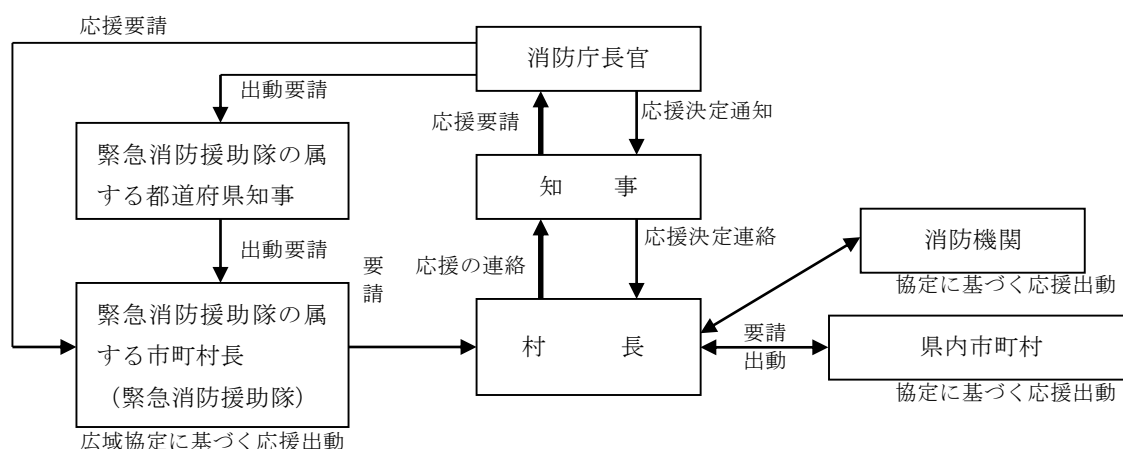 応援要請
消防庁長官
出動要請
応援要請
応援決定通知
緊急消防援助隊の属
する都道府県知事
知　　事
消防機関
出動要請
応援の連絡
応援決定連絡
要
請
協定に基づく応援出動
緊急消防援助隊の属
する市町村長
（緊急消防援助隊）
村　　長
要請
出動
県内市町村
協定に基づく応援出動
広域協定に基づく応援出動